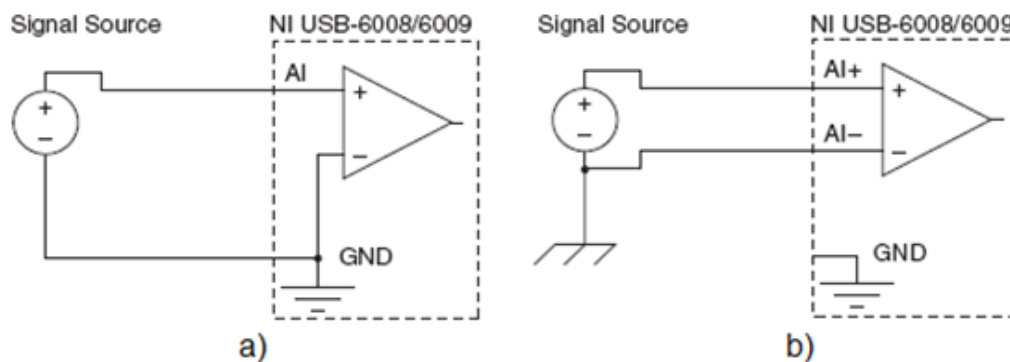 Signal Source
NI USB-6008/6009
AI
+
−
+
−
GND
a)
Signal Source
NI USB-6008/6009
AI+
+
−
+
AI−
−
GND
b)